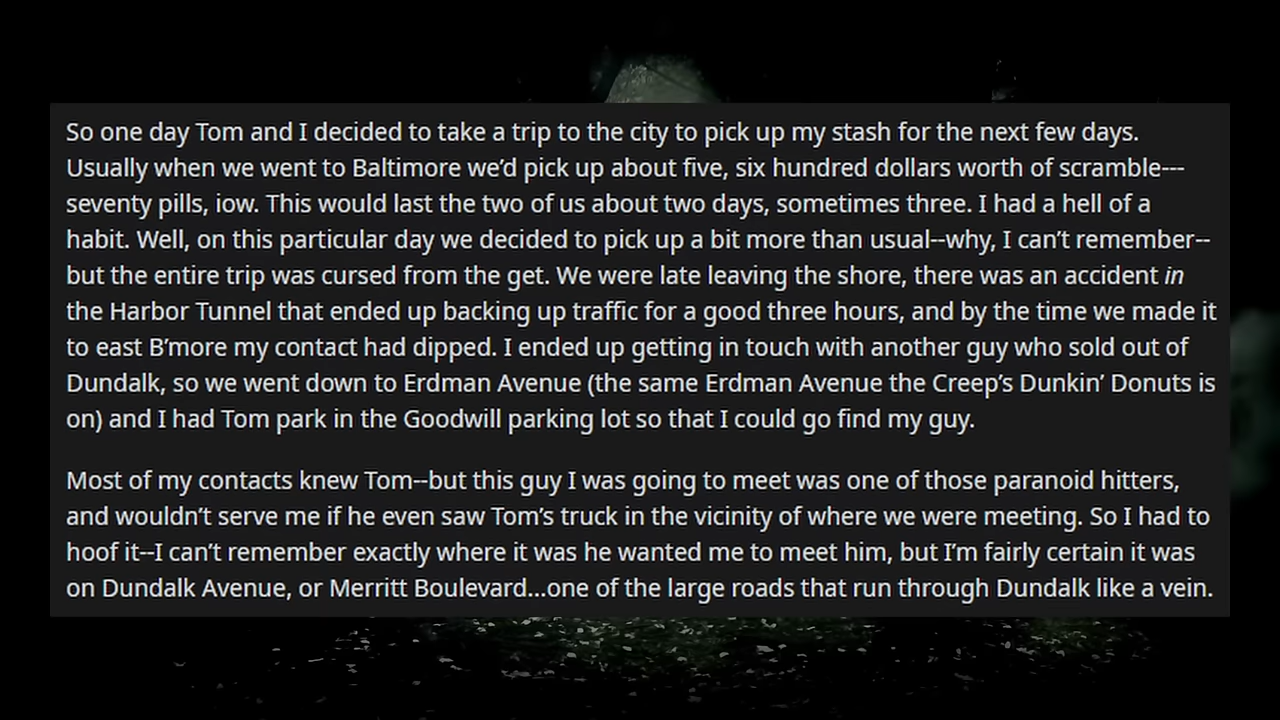 So one day Tom and I decided to take a trip to the city to pick up my stash for the next few days.
Usually when we went to Baltimore we’d pick up about five, six hundred dollars worth of scramble---
seventy pills, iow. This would last the two of us about two days, sometimes three. I had a hell of a
habit. Well, on this particular day we decided to pick up a bit more than usual--why, I can’t remember--
but the entire trip was cursed from the get. We were late leaving the shore, there was an accident in
the Harbor Tunnel that ended up backing up traffic for a good three hours, and by the time we made it
to east B’more my contact had dipped. I ended up getting in touch with another guy who sold out of
Dundalk, so we went down to Erdman Avenue (the same Erdman Avenue the Creep’s Dunkin’ Donuts is
on) and I had Tom park in the Goodwill parking lot so that I could go find my guy.
Most of my contacts knew Tom--but this guy I was going to meet was one of those paranoid hitters,
and wouldn’t serve me if he even saw Tom’s truck in the vicinity of where we were meeting. So I had to
hoof it--I can’t remember exactly where it was he wanted me to meet him, but I’m fairly certain it was
on Dundalk Avenue, or Merritt Boulevard...one of the large roads that run through Dundalk like a vein.